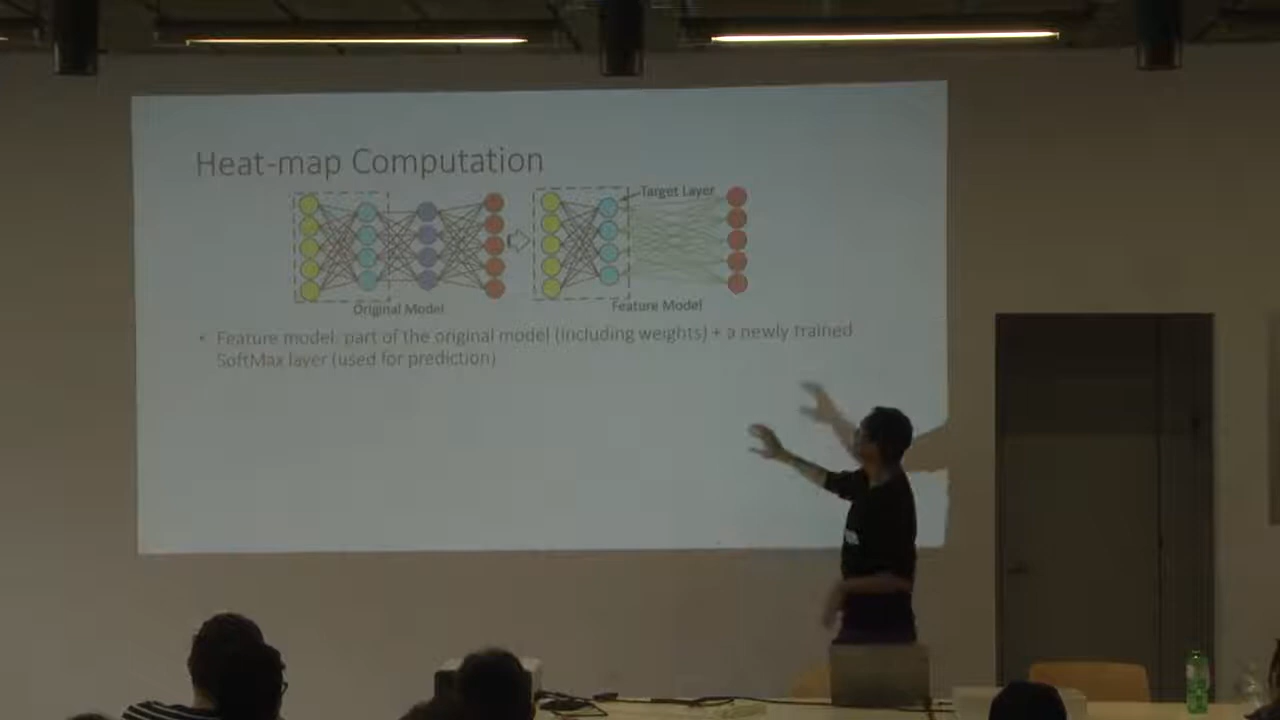 Heat-map Computation
Target Layer
Original Model
Feature Model
• Feature model: part of the original model (including weights) + a newly trained
SoftMax layer (used for prediction)